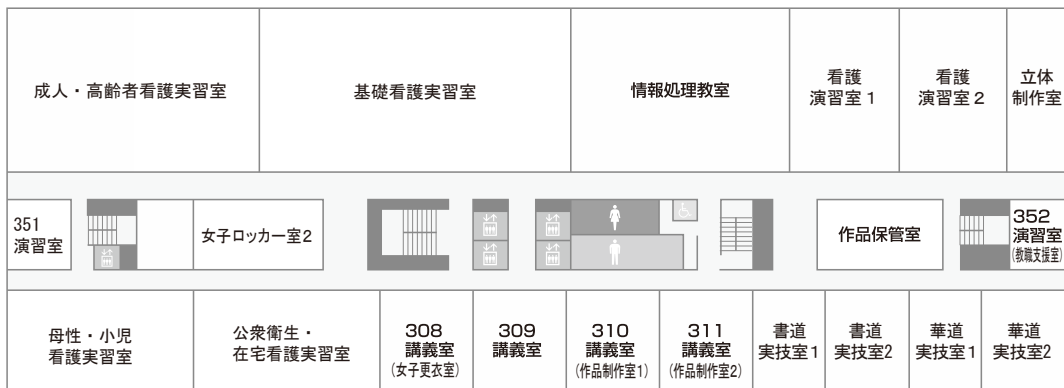 成人・高齢者看護実習室
基礎看護実習室
情報処理教室
看護
演習室1
看護
演習室2
立体
制作室
351
演習室
女子ロッカー室2
作品保管室
352
演習室
(教職支援室)
母性・小児
看護実習室
公衆衛生・
在宅看護実習室
308
講義室
(女子更衣室)
309
講義室
310
講義室
(作品制作室1)
311
講義室
(作品制作室2)
書道
実技室1
書道
実技室2
華道
実技室1
華道
実技室2